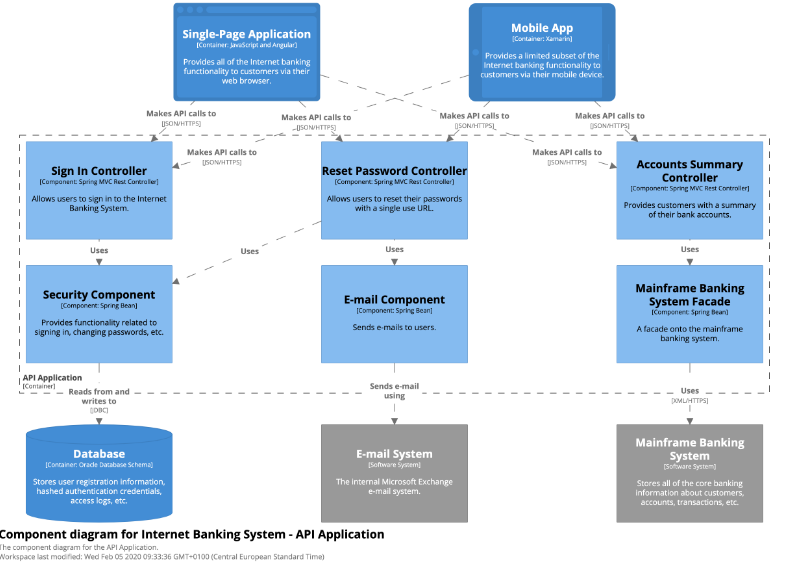 Single-Page Application
[Container: JavaScript and Angular]
Provides all of the Internet banking
functionality to customers via their
web browser.
Mobile App
[Container: Xamarin]
Provides a limited subset of the
Internet banking functionality to
customers via their mobile device.
Makes API calls to
[JSON/HTTPS]
Makes API calls to
[JSON/HTTPS]
Makes API calls to
[JSON/HTTPS]
Makes API calls to
[JSON/HTTPS]
Makes API calls to
[JSON/HTTPS]
Makes API calls to
[JSON/HTTPS]
Sign In Controller
[Component: Spring MVC Rest Controller]
Allows users to sign in to the Internet
Banking System.
Reset Password Controller
[Component: Spring MVC Rest Controller]
Allows users to reset their passwords
with a single use URL.
Accounts Summary
Controller
[Component: Spring MVC Rest Controller]
Provides customers with a summary
of their bank accounts.
Uses
Uses
Uses
Uses
Security Component
[Component: Spring Bean]
Provides functionality related to
signing in, changing passwords, etc.
E-mail Component
[Component: Spring Bean]
Sends e-mails to users.
Mainframe Banking
System Facade
[Component: Spring Bean]
A facade onto the mainframe
banking system.
API Application
[Container]
Reads from and
writes to
[JDBC]
Sends e-mail
using
Uses
[XML/HTTPS]
Database
[Container: Oracle Database Schema]
Stores user registration information,
hashed authentication credentials,
access logs, etc.
E-mail System
[Software System]
The internal Microsoft Exchange
e-mail system.
Mainframe Banking
System
[Software System]
Stores all of the core banking
information about customers,
accounts, transactions, etc.
Component diagram for Internet Banking System - API Application
The component diagram for the API Application.
Workspace last modified: Wed Feb 05 2020 09:33:36 GMT+0100 (Central European Standard Time)